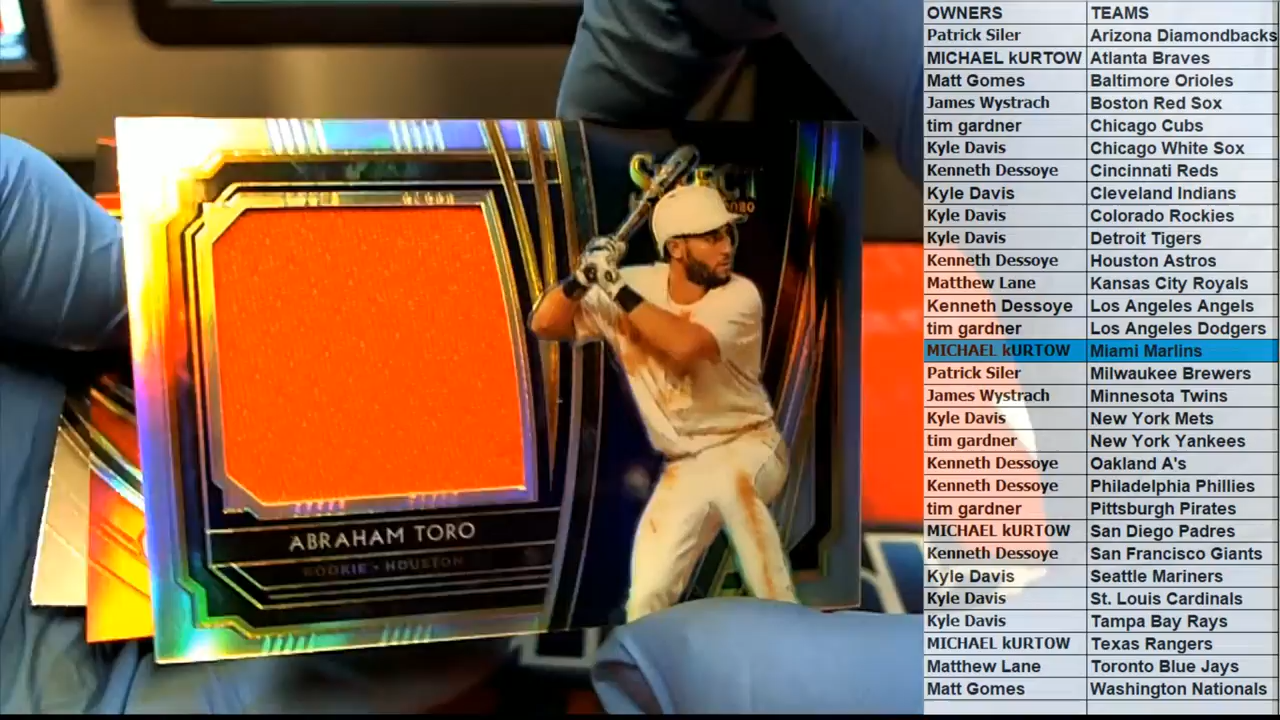 SELECT
ABRAHAM TORO
ROOKIE • HOUSTON
OWNERS TEAMS
Patrick Siler Arizona Diamondbacks
MICHAEL kURTOW Atlanta Braves
Matt Gomes Baltimore Orioles
James Wystrach Boston Red Sox
tim gardner Chicago Cubs
Kyle Davis Chicago White Sox
Kenneth Dessoye Cincinnati Reds
Kyle Davis Cleveland Indians
Kyle Davis Colorado Rockies
Kyle Davis Detroit Tigers
Kenneth Dessoye Houston Astros
Matthew Lane Kansas City Royals
Kenneth Dessoye Los Angeles Angels
tim gardner Los Angeles Dodgers
MICHAEL kURTOW Miami Marlins
Patrick Siler Milwaukee Brewers
James Wystrach Minnesota Twins
Kyle Davis New York Mets
tim gardner New York Yankees
Kenneth Dessoye Oakland A's
Kenneth Dessoye Philadelphia Phillies
tim gardner Pittsburgh Pirates
MICHAEL kURTOW San Diego Padres
Kenneth Dessoye San Francisco Giants
Kyle Davis Seattle Mariners
Kyle Davis St. Louis Cardinals
Kyle Davis Tampa Bay Rays
MICHAEL kURTOW Texas Rangers
Matthew Lane Toronto Blue Jays
Matt Gomes Washington Nationals